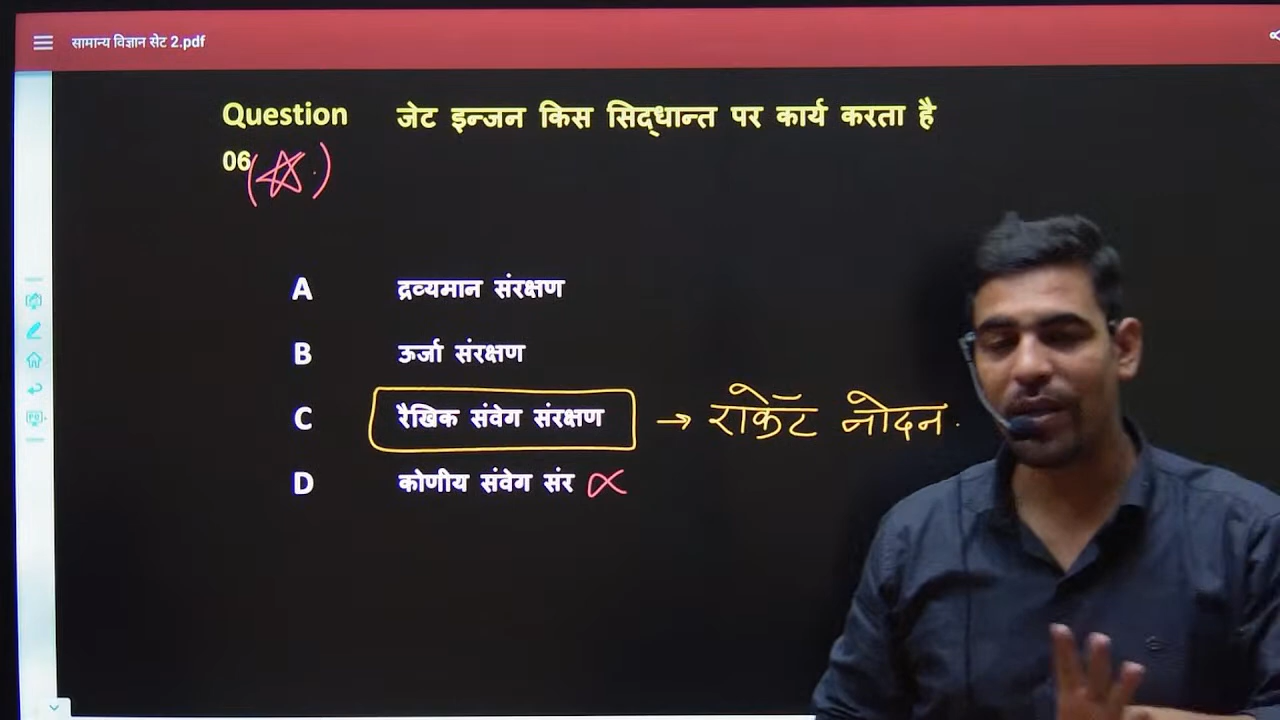 सामान्य विज्ञान सेट 2.pdf
Question जेट इन्जन किस सिद्धान्त पर कार्य करता है
06
A द्रव्यमान संरक्षण
B ऊर्जा संरक्षण
C रैखिक संवेग संरक्षण → रॉकेट नोदन
D कोणीय संवेग संर